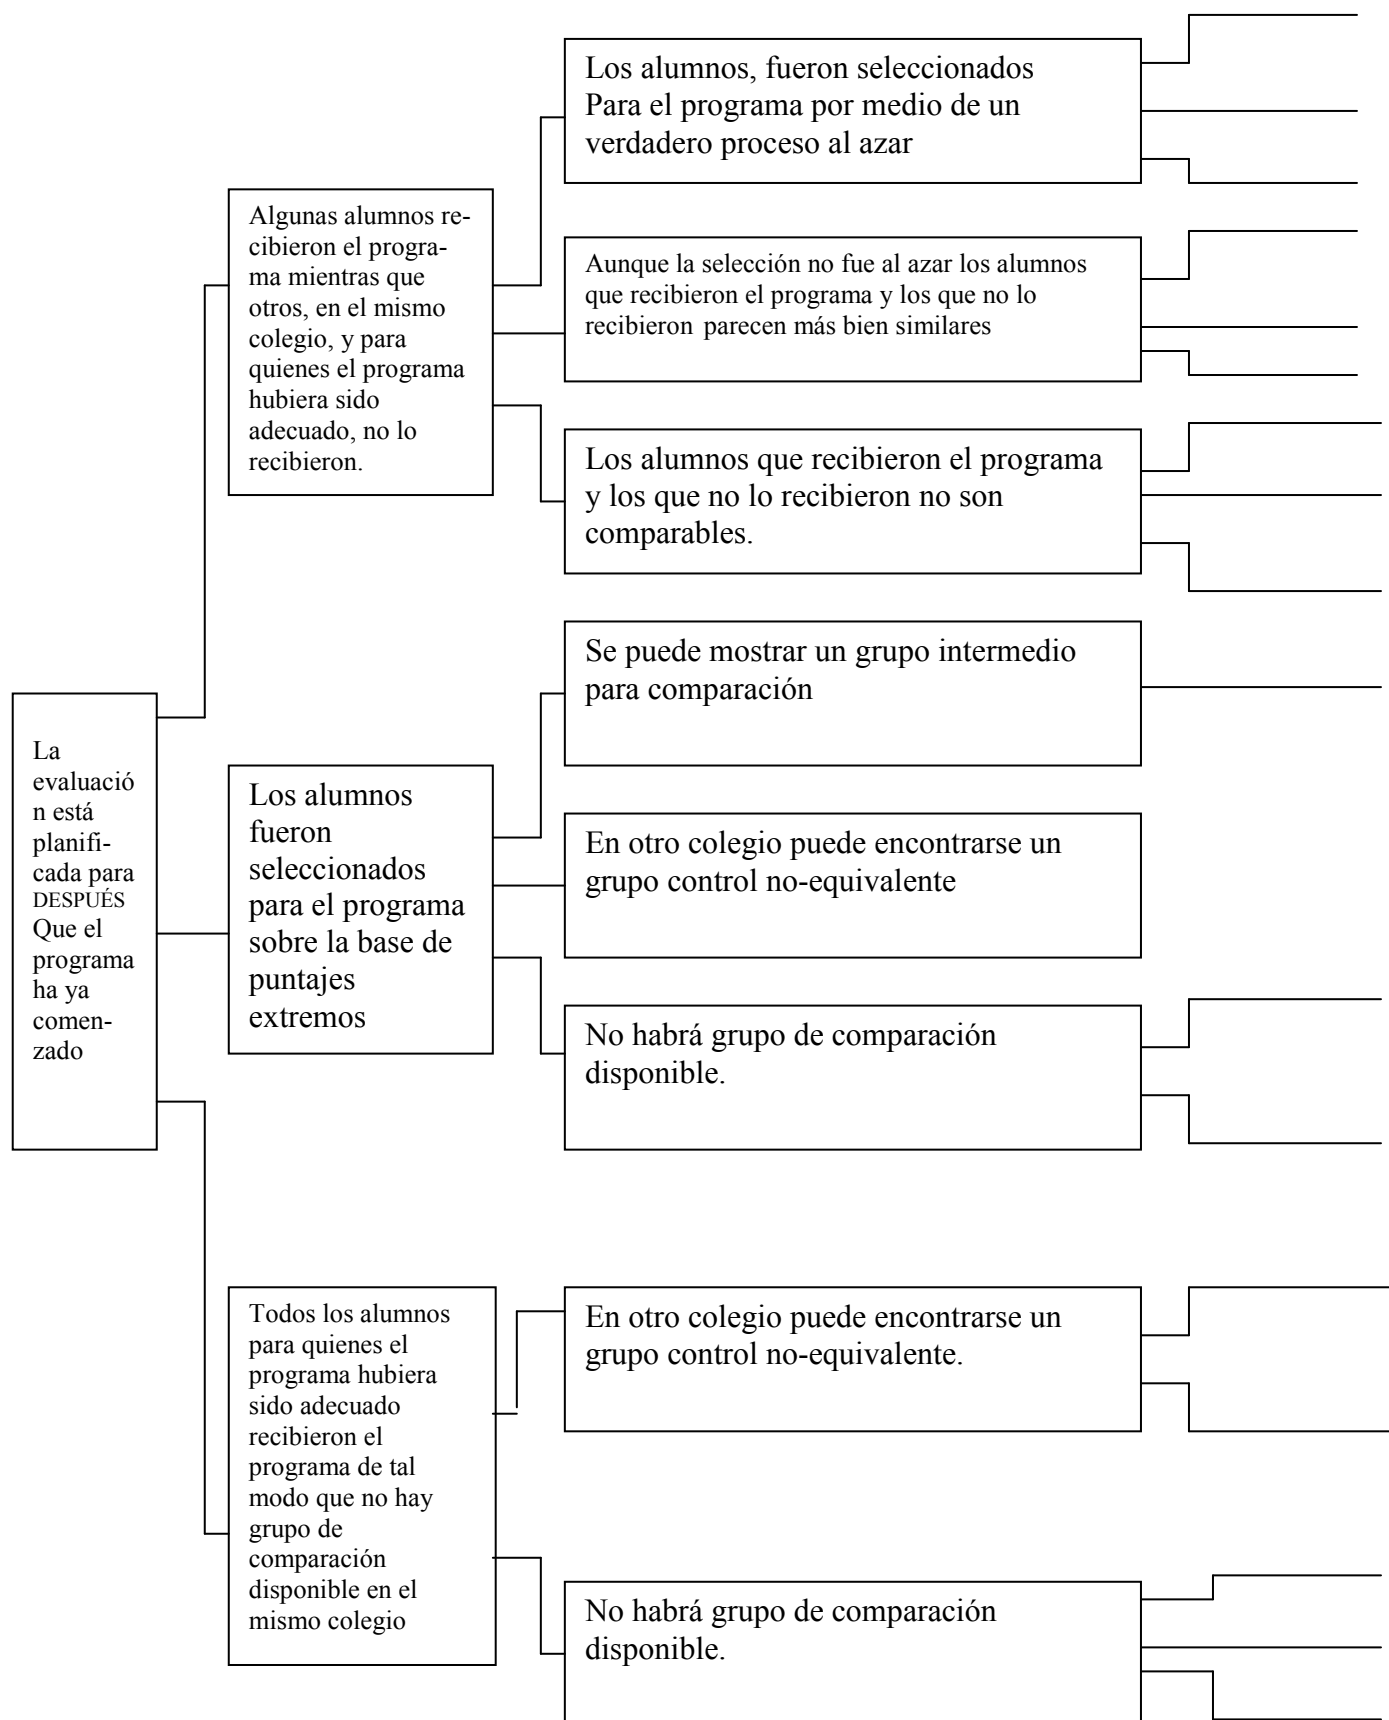 La
evaluació
n está
planifi-
cada para
DESPUÉS
Que el
programa
ha ya
comen-
zado
Algunas alumnos re-
cibieron el progra-
ma mientras que
otros, en el mismo
colegio, y para
quienes el programa
hubiera sido
adecuado, no lo
recibieron.
Los alumnos, fueron seleccionados
Para el programa por medio de un
verdadero proceso al azar
Aunque la selección no fue al azar los alumnos
que recibieron el programa y los que no lo
recibieron parecen más bien similares
Los alumnos que recibieron el programa
y los que no lo recibieron no son
comparables.
Los alumnos
fueron
seleccionados
para el programa
sobre la base de
puntajes
extremos
Se puede mostrar un grupo intermedio
para comparación
En otro colegio puede encontrarse un
grupo control no-equivalente
No habrá grupo de comparación
disponible.
Todos los alumnos
para quienes el
programa hubiera
sido adecuado
recibieron el
programa de tal
modo que no hay
grupo de
comparación
disponible en el
mismo colegio
En otro colegio puede encontrarse un
grupo control no-equivalente.
No habrá grupo de comparación
disponible.